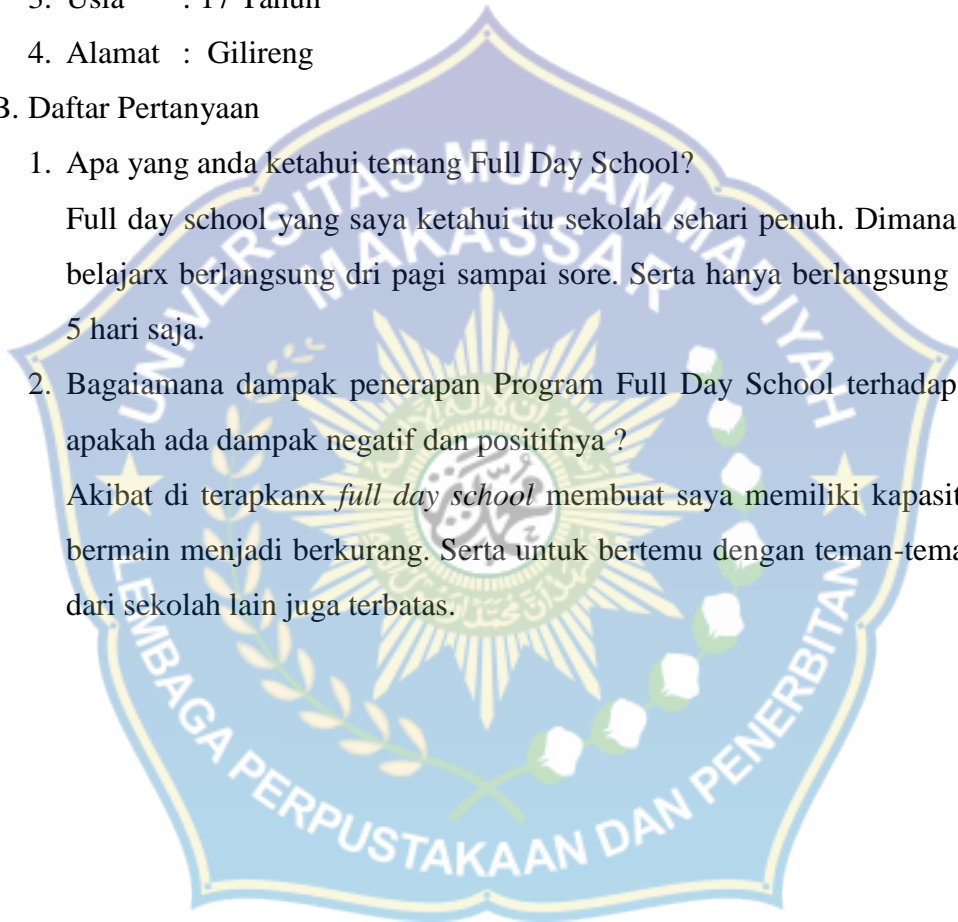 3. Usia : 17 Tahun
4. Alamat : Gilireng
B. Daftar Pertanyaan
1. Apa yang anda ketahui tentang Full Day School?
Full day school yang saya ketahui itu sekolah sehari penuh. Dimana
belajarx berlangsung dri pagi sampai sore. Serta hanya berlangsung
5 hari saja.
2. Bagaiamana dampak penerapan Program Full Day School terhadap
apakah ada dampak negatif dan positifnya ?
Akibat di terapkanx full day school membuat saya memiliki
bermain menjadi berkurang. Serta untuk bertemu dengan
dari sekolah lain juga terbatas.
UNIVERSITAS MUHAMMADIYAH
MAKASSAR
LEMBAGA PERPUSTAKAAN DAN PENERBITAN